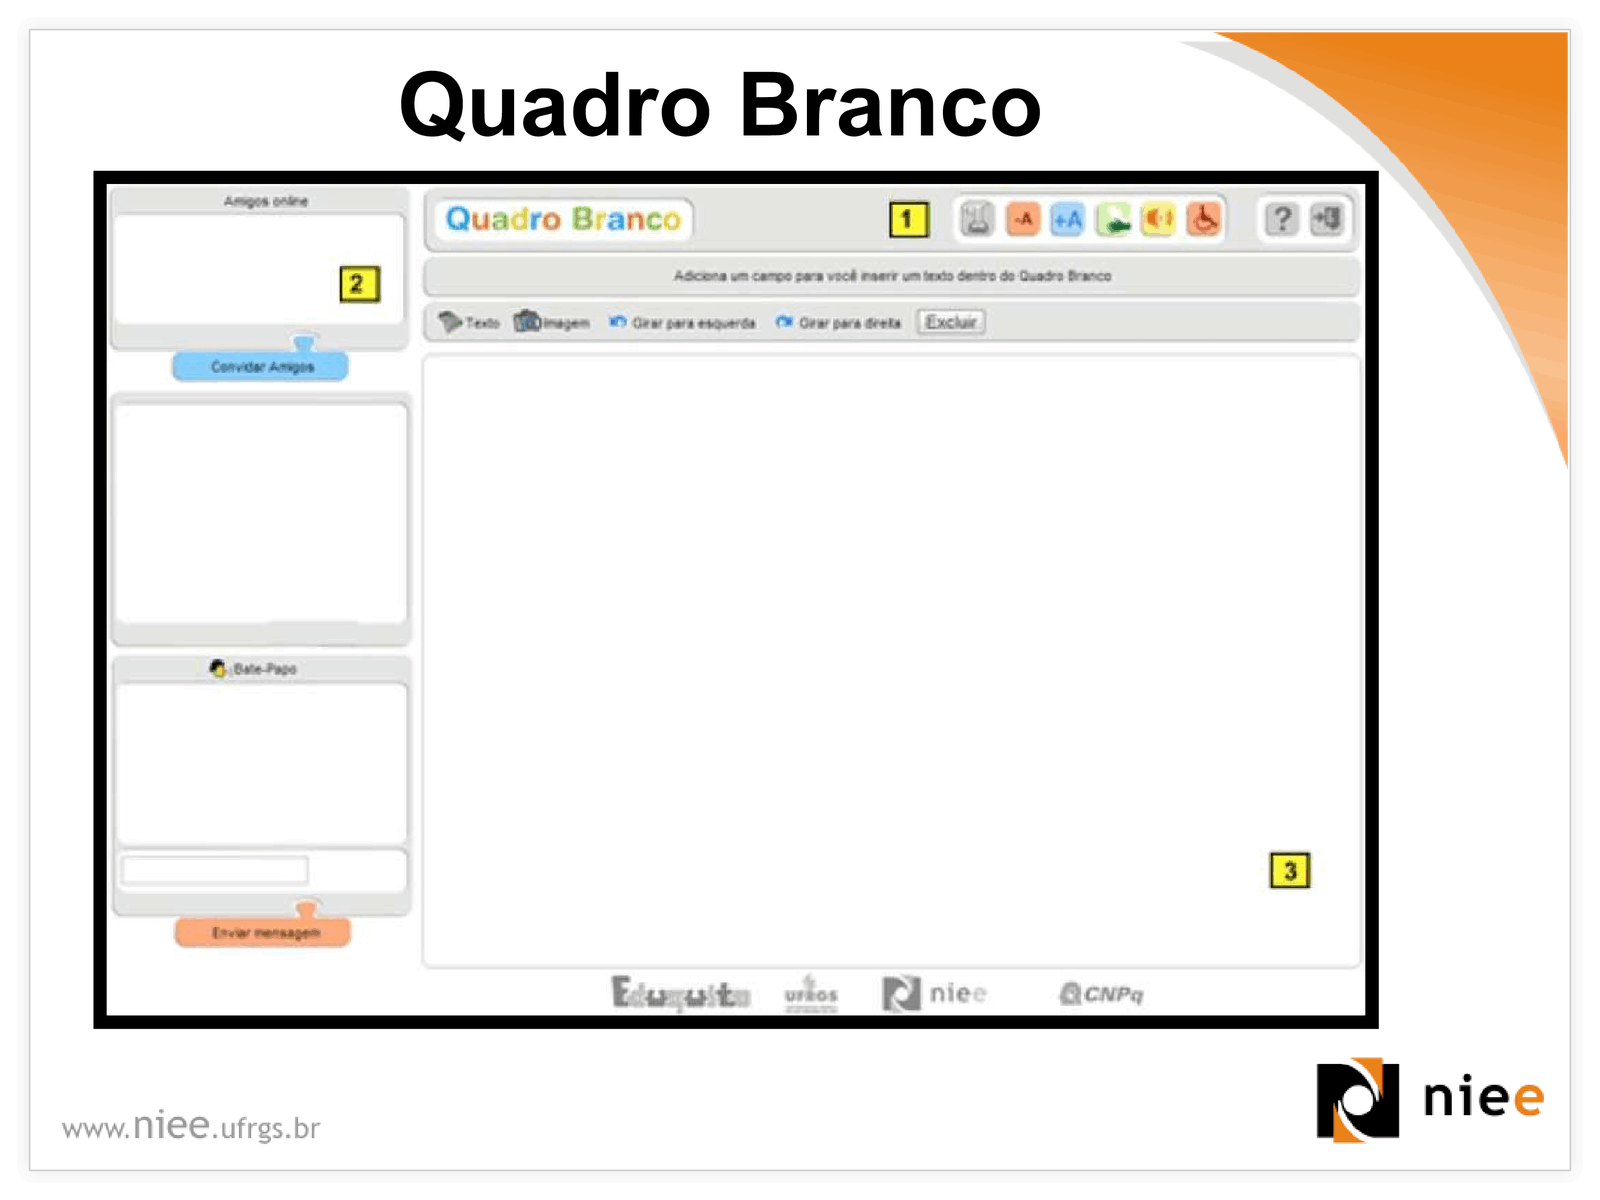 Quadro Branco
Amigos online
2
Convidar Amigos
Bate-Papo
Enviar mensagem
Quadro Branco
1
-A
+A
?
Adiciona um campo para você inserir um texto dentro do Quadro Branco
Texto Imagem Girar para esquerda Girar para direita Excluir
3
Eduquito
UFRGS
niee
CNPq
www.niee.ufrgs.br
niee